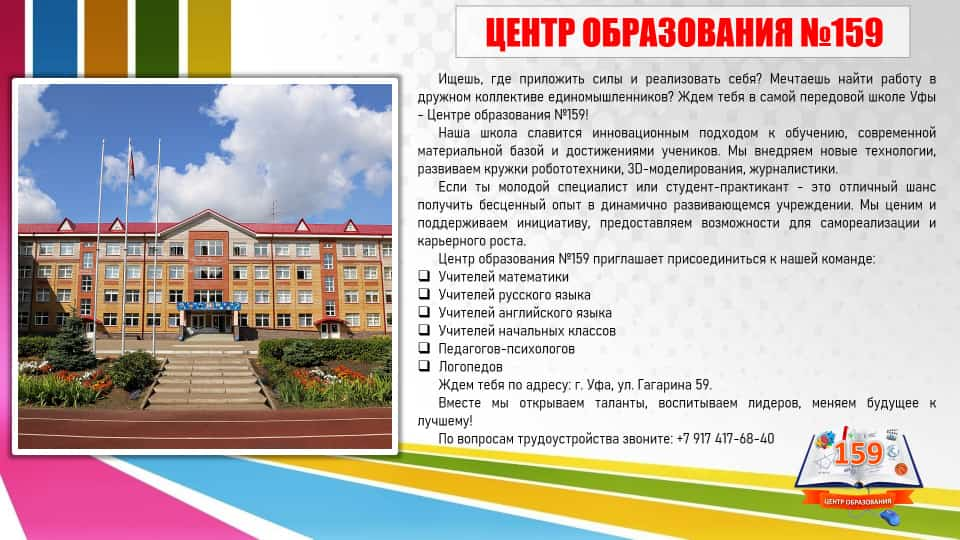 ЦЕНТР ОБРАЗОВАНИЯ №159
Ищешь, где приложить силы и реализовать себя? Мечтаешь найти работу в
дружном коллективе единомышленников? Ждем тебя в самой передовой школе Уфы
- Центре образования №159!
Наша школа славится инновационным подходом к обучению, современной
материальной базой и достижениями учеников. Мы внедряем новые технологии,
развиваем кружки робототехники, 3D-моделирования, журналистики.
Если ты молодой специалист или студент-практикант - это отличный шанс
получить бесценный опыт в динамично развивающемся учреждении. Мы ценим и
поддерживаем инициативу, предоставляем возможности для самореализации и
карьерного роста.
Центр образования №159 приглашает присоединиться к нашей команде:
Учителей математики
Учителей русского языка
Учителей английского языка
Учителей начальных классов
Педагогов-психологов
Логопедов
Ждем тебя по адресу: г. Уфа, ул. Гагарина 59.
Вместе мы открываем таланты, воспитываем лидеров, меняем будущее к
лучшему!
По вопросам трудоустройства звоните: +7 917 417-68-40
159
ЦЕНТР ОБРАЗОВАНИЯ